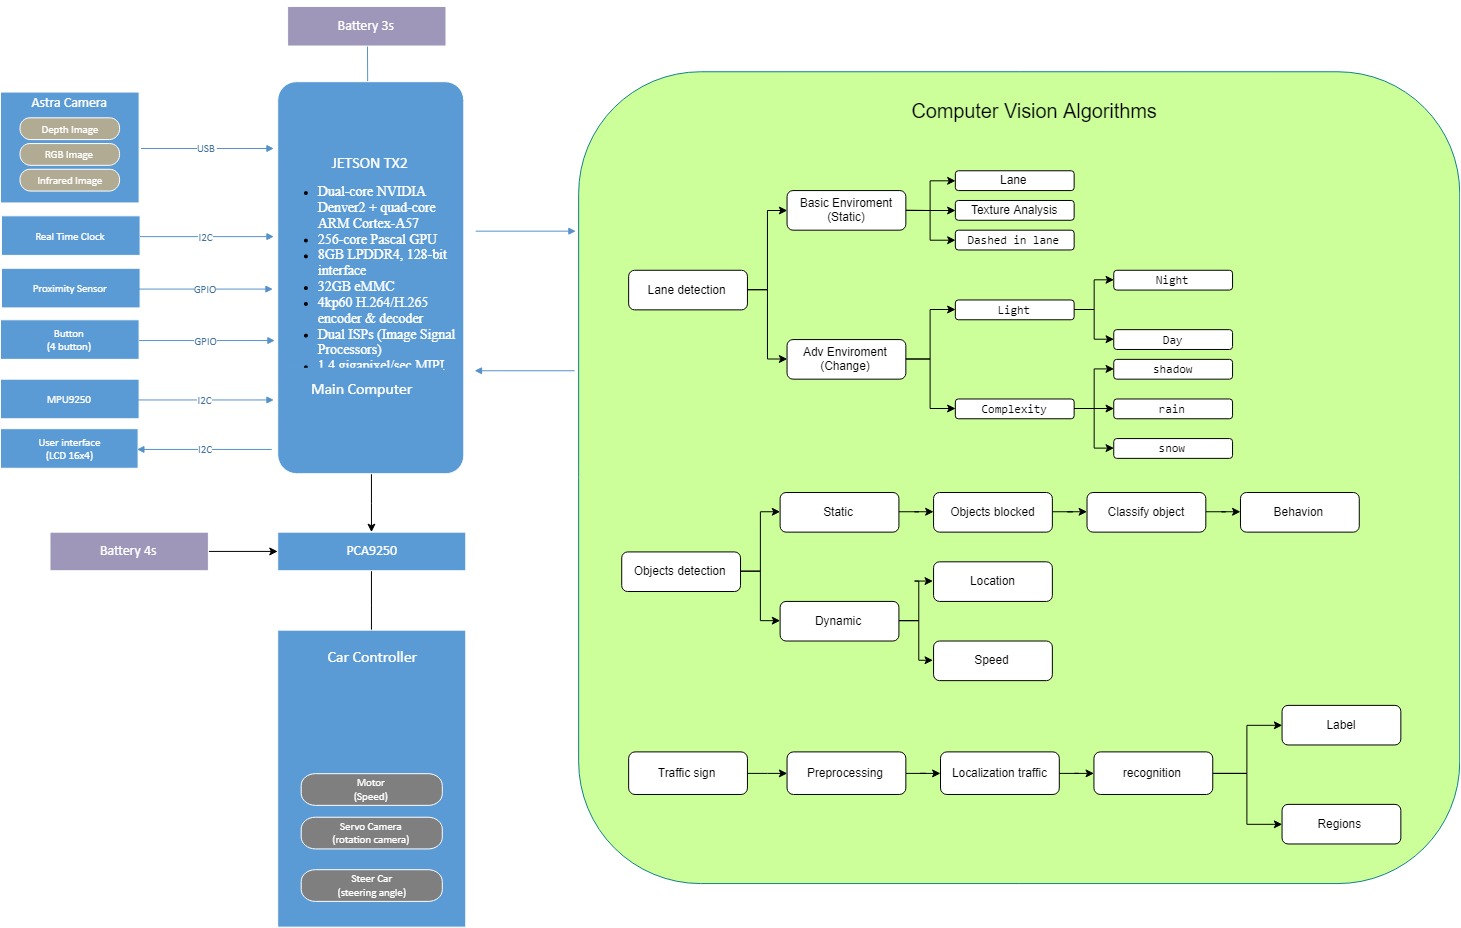 Battery 3s
Astra Camera
Depth Image
RGB Image
Infrared Image
USB
Real Time Clock
I2C
Proximity Sensor
GPIO
Button
(4 button)
GPIO
MPU9250
I2C
User interface
(LCD 16x4)
I2C
JETSON TX2
Dual-core NVIDIA
Denver2 + quad-core
ARM Cortex-A57
256-core Pascal GPU
8GB LPDDR4, 128-bit
interface
32GB eMMC
4kp60 H.264/H.265
encoder & decoder
Dual ISPs (Image Signal
Processors)
1.4 gigapixel/sec MIPI
Main Computer
Battery 4s
PCA9250
Car Controller
Motor
(Speed)
Servo Camera
(rotation camera)
Steer Car
(steering angle)
Computer Vision Algorithms
Lane detection
Basic Enviroment
(Static)
Lane
Texture Analysis
Dashed in lane
Adv Enviroment
(Change)
Light
Night
Day
Complexity
shadow
rain
snow
Objects detection
Static
Objects blocked
Classify object
Behavion
Dynamic
Location
Speed
Traffic sign
Preprocessing
Localization traffic
recognition
Label
Regions